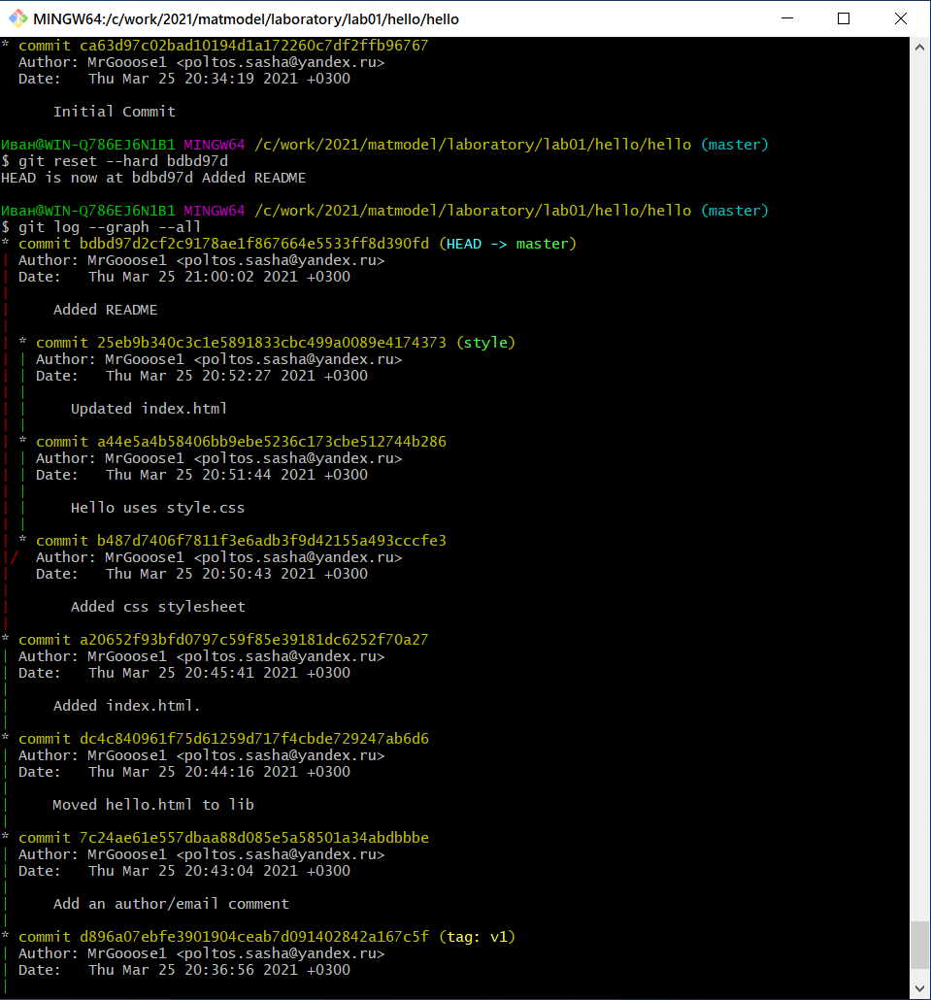 MINGW64:/c/work/2021/matmodel/laboratory/lab01/hello/hello
* commit ca63d97c02bad10194d1a172260c7df2ffb96767
  Author: MrGooose1 <poltos.sasha@yandex.ru>
  Date:   Thu Mar 25 20:34:19 2021 +0300

      Initial Commit

Иван@WIN-Q786EJ6N1B1 MINGW64 /c/work/2021/matmodel/laboratory/lab01/hello/hello (master)
$ git reset --hard bdbd97d
HEAD is now at bdbd97d Added README

Иван@WIN-Q786EJ6N1B1 MINGW64 /c/work/2021/matmodel/laboratory/lab01/hello/hello (master)
$ git log --graph --all
* commit bdbd97d2cf2c9178ae1f867664e5533ff8d390fd (HEAD -> master)
| Author: MrGooose1 <poltos.sasha@yandex.ru>
| Date:   Thu Mar 25 21:00:02 2021 +0300
|
|     Added README
|
| * commit 25eb9b340c3c1e5891833cbc499a0089e4174373 (style)
| | Author: MrGooose1 <poltos.sasha@yandex.ru>
| | Date:   Thu Mar 25 20:52:27 2021 +0300
| |
| |     Updated index.html
| |
| * commit a44e5a4b58406bb9ebe5236c173cbe512744b286
| | Author: MrGooose1 <poltos.sasha@yandex.ru>
| | Date:   Thu Mar 25 20:51:44 2021 +0300
| |
| |     Hello uses style.css
| |
| * commit b487d7406f7811f3e6adb3f9d42155a493cccfe3
|/  Author: MrGooose1 <poltos.sasha@yandex.ru>
|   Date:   Thu Mar 25 20:50:43 2021 +0300
|
|       Added css stylesheet
|
* commit a20652f93bfd0797c59f85e39181dc6252f70a27
| Author: MrGooose1 <poltos.sasha@yandex.ru>
| Date:   Thu Mar 25 20:45:41 2021 +0300
|
|     Added index.html.
|
* commit dc4c840961f75d61259d717f4cbde729247ab6d6
| Author: MrGooose1 <poltos.sasha@yandex.ru>
| Date:   Thu Mar 25 20:44:16 2021 +0300
|
|     Moved hello.html to lib
|
* commit 7c24ae61e557dbaa88d085e5a58501a34abdbbbe
| Author: MrGooose1 <poltos.sasha@yandex.ru>
| Date:   Thu Mar 25 20:43:04 2021 +0300
|
|     Add an author/email comment
|
* commit d896a07ebfe3901904ceab7d091402842a167c5f (tag: v1)
| Author: MrGooose1 <poltos.sasha@yandex.ru>
| Date:   Thu Mar 25 20:36:56 2021 +0300
|